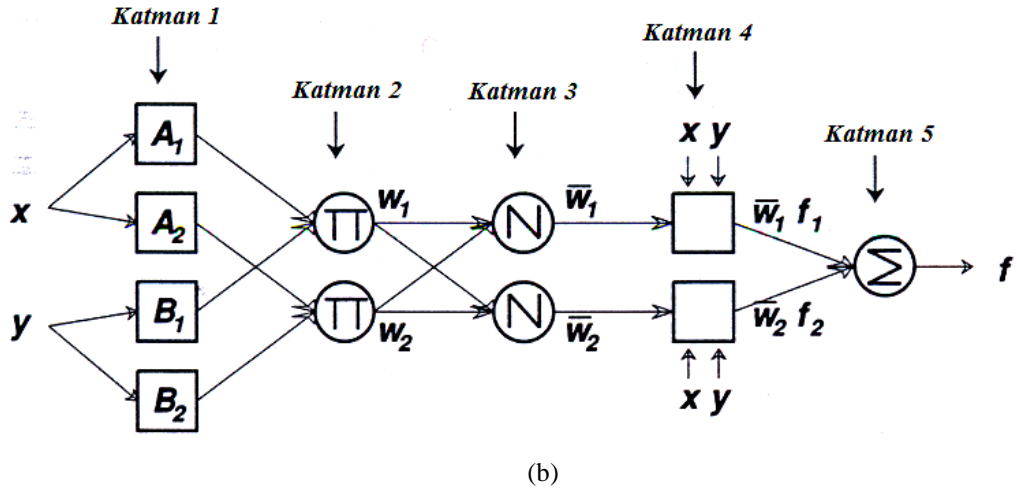 Katman 1
Katman 2
Katman 3
Katman 4
Katman 5
x y
A₁
A₂
B₁
B₂
x
y
Π
Π
w₁
w₂
N
N
w̅₁
w̅₂
x y
w̅₁ f₁
w̅₂ f₂
Σ
f
(b)